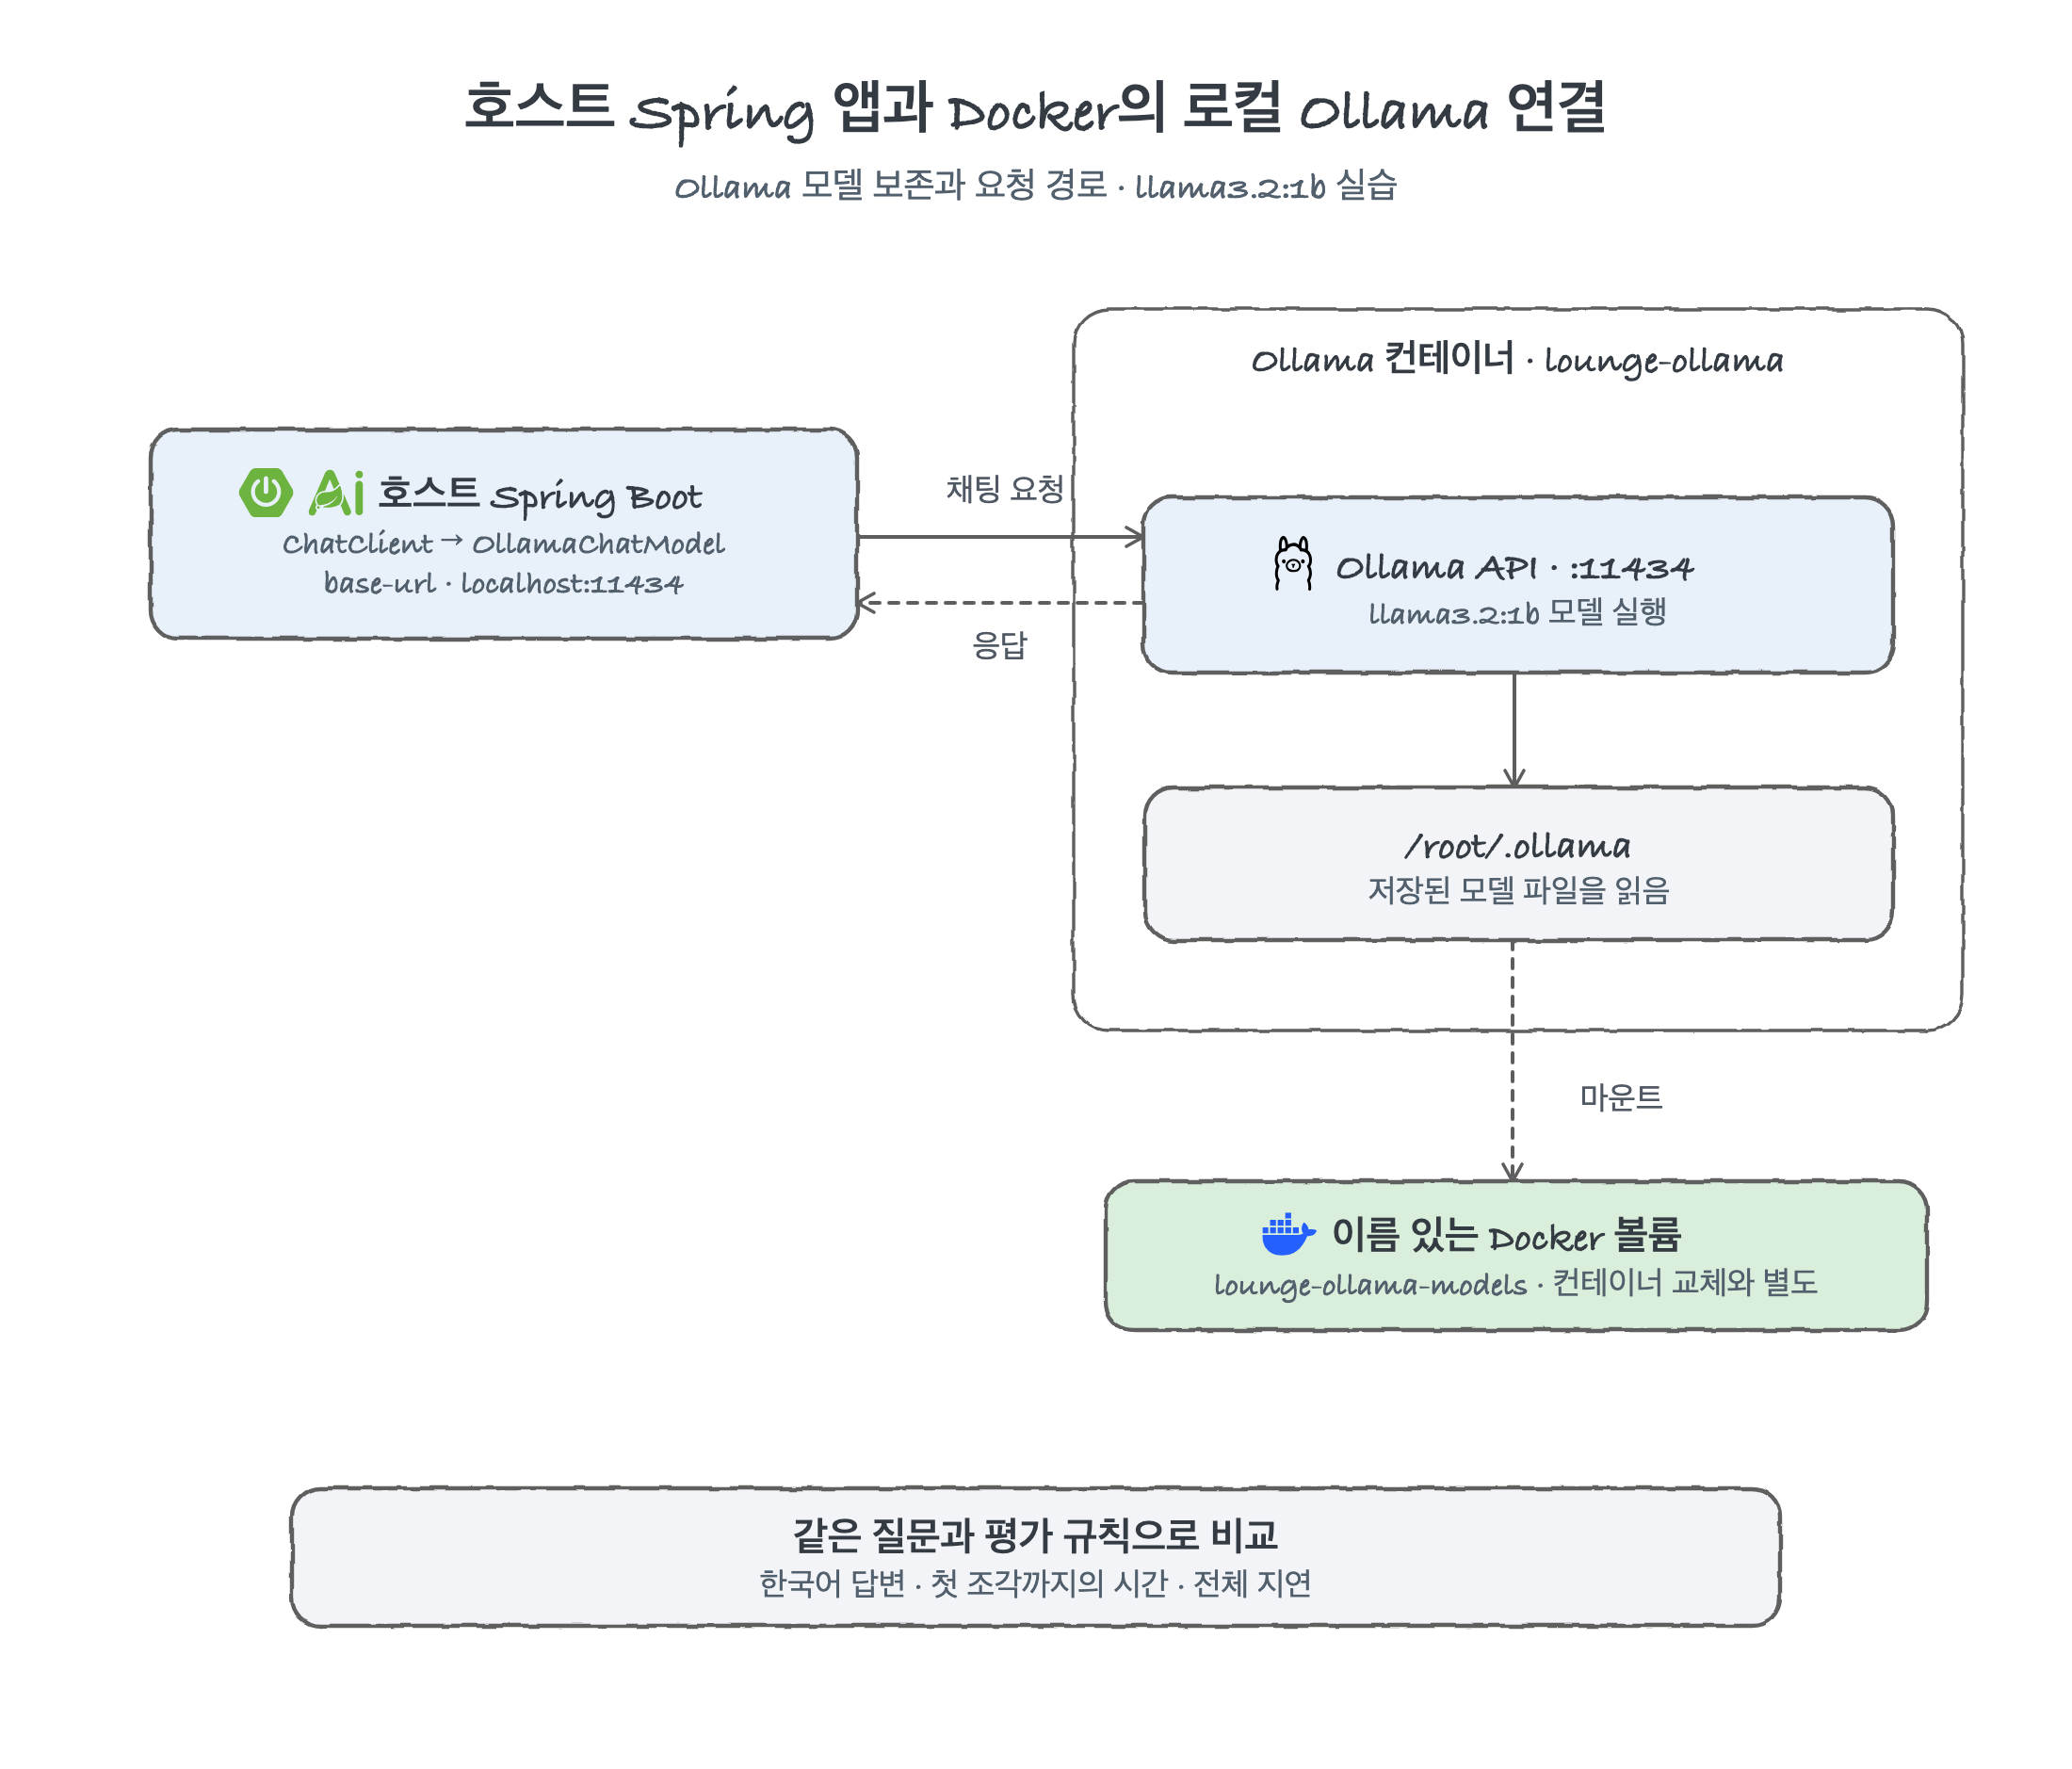 호스트 Spring 앱과 Docker의 로컬 Ollama 연결
Ollama 모델 보존과 요청 경로 · llama3.2:1b 실습
Ollama 컨테이너 · lounge-ollama
Ai 호스트 Spring Boot
ChatClient → OllamaChatModel
base-url · localhost:11434
채팅 요청
응답
Ollama API · :11434
llama3.2:1b 모델 실행
/root/.ollama
저장된 모델 파일을 읽음
마운트
이름 있는 Docker 볼륨
lounge-ollama-models · 컨테이너 교체와 별도
같은 질문과 평가 규칙으로 비교
한국어 답변 · 첫 조각까지의 시간 · 전체 지연